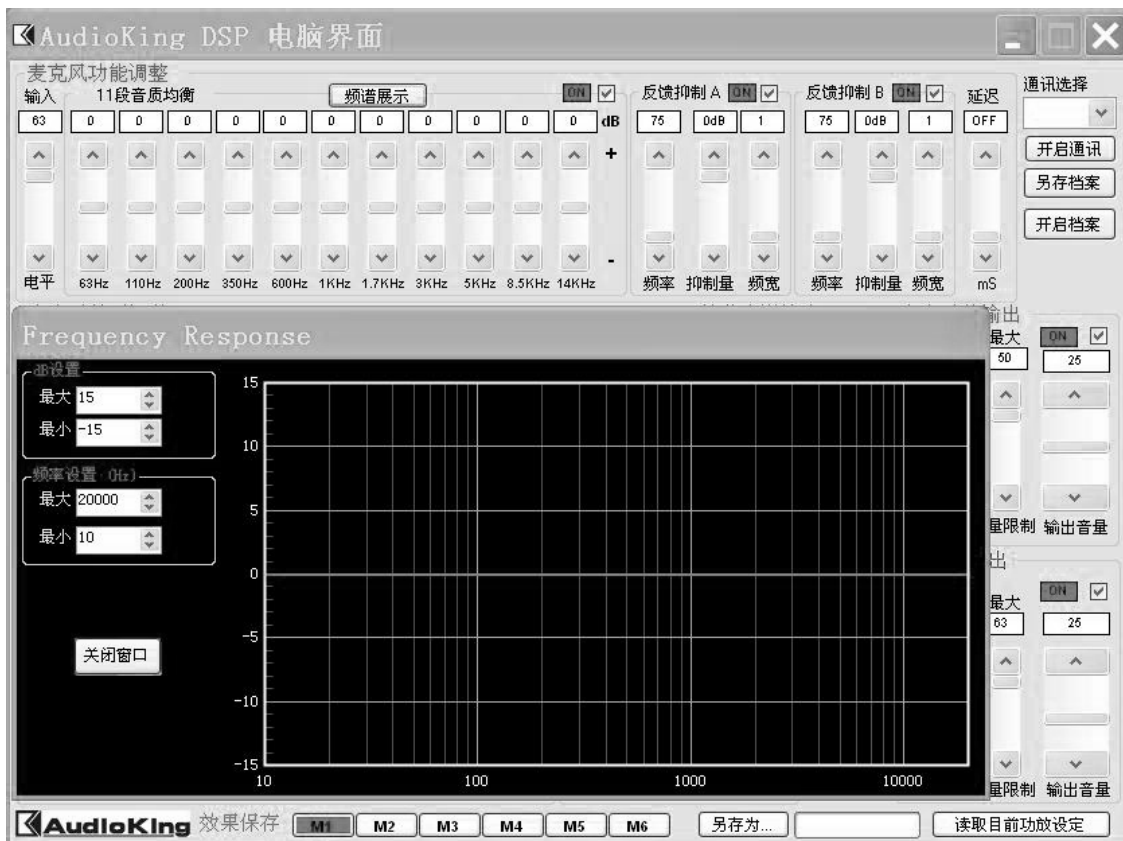 AudioKing DSP 电脑界面
麦克风功能调整
输入 11段音质均衡 频谱展示 ON 反馈抑制 A ON 反馈抑制 B ON 延迟 通讯选择
63 0 0 0 0 0 0 0 0 0 0 0 dB 75 0dB 1 75 0dB 1 OFF
+ 开启通讯
另存档案
开启档案
-
电平 63Hz 110Hz 200Hz 350Hz 600Hz 1KHz 1.7KHz 3KHz 5KHz 8.5KHz 14KHz 频率 抑制量 频宽 频率 抑制量 频宽 mS
输出
Frequency Response 最大 ON
50 25
dB设置
最大 15
最小 -15
频率设置 (Hz)
最大 20000
最小 10
关闭窗口
15
10
5
0
-5
-10
-15
10 100 1000 10000
量限制 输出音量
出
最大 ON
63 25
量限制 输出音量
AudioKing 效果保存 M1 M2 M3 M4 M5 M6 另存为... 读取目前功放设定